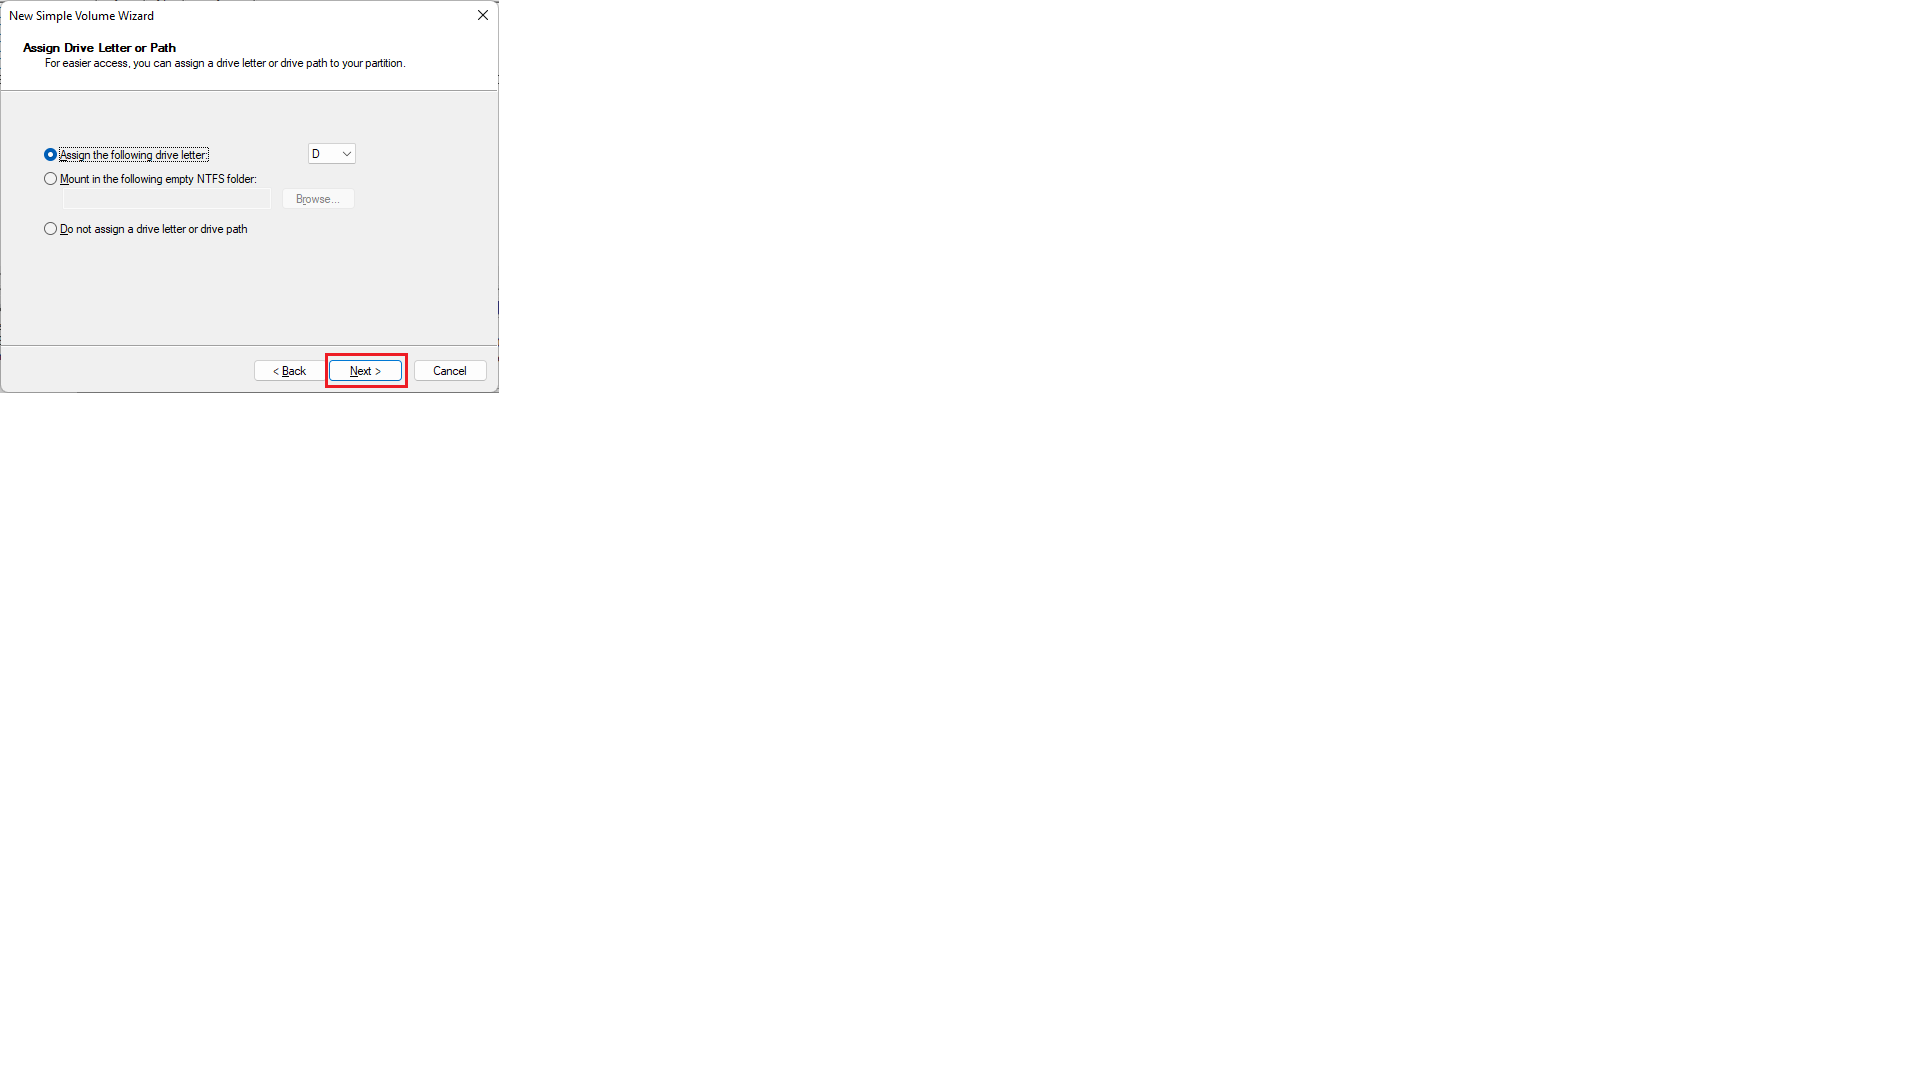 New Simple Volume Wizard
Assign Drive Letter or Path
For easier access, you can assign a drive letter or drive path to your partition.
Assign the following drive letter: D
Mount in the following empty NTFS folder:
Browse...
Do not assign a drive letter or drive path
< Back Next > Cancel